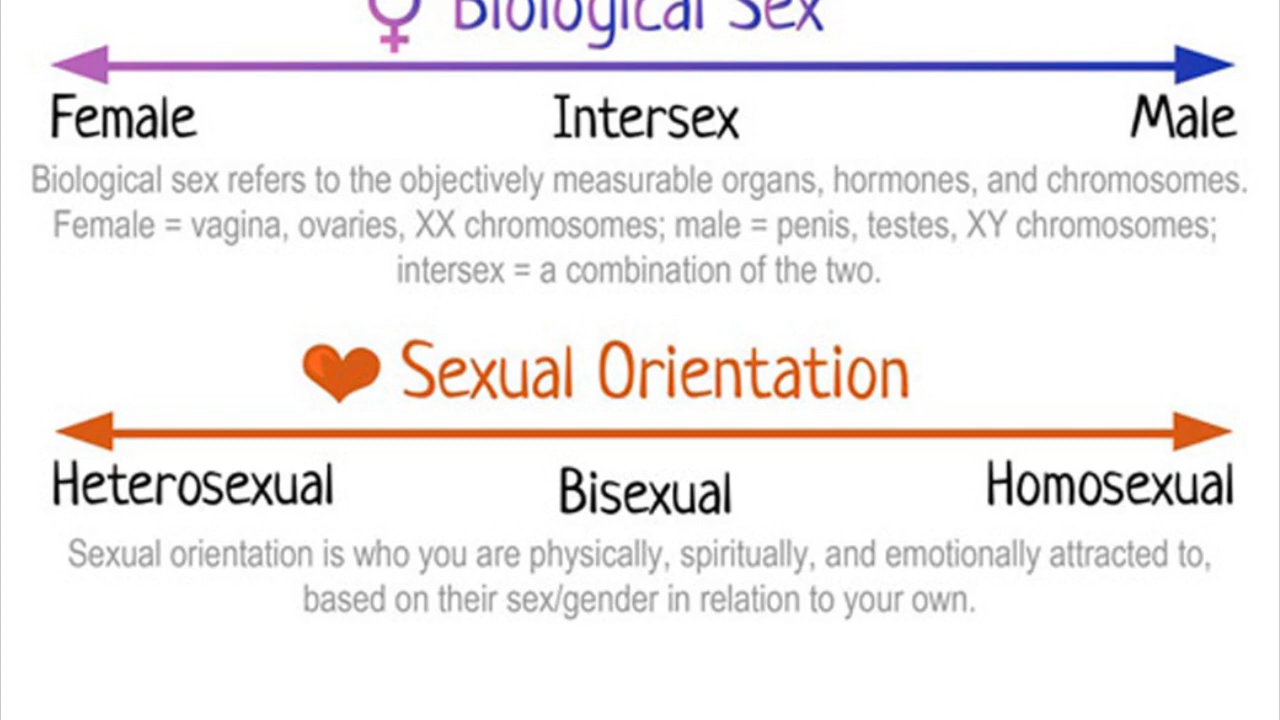 Biological Sex
Female Intersex Male
Biological sex refers to the objectively measurable organs, hormones, and chromosomes.
Female = vagina, ovaries, XX chromosomes; male = penis, testes, XY chromosomes;
intersex = a combination of the two.
Sexual Orientation
Heterosexual Bisexual Homosexual
Sexual orientation is who you are physically, spiritually, and emotionally attracted to,
based on their sex/gender in relation to your own.